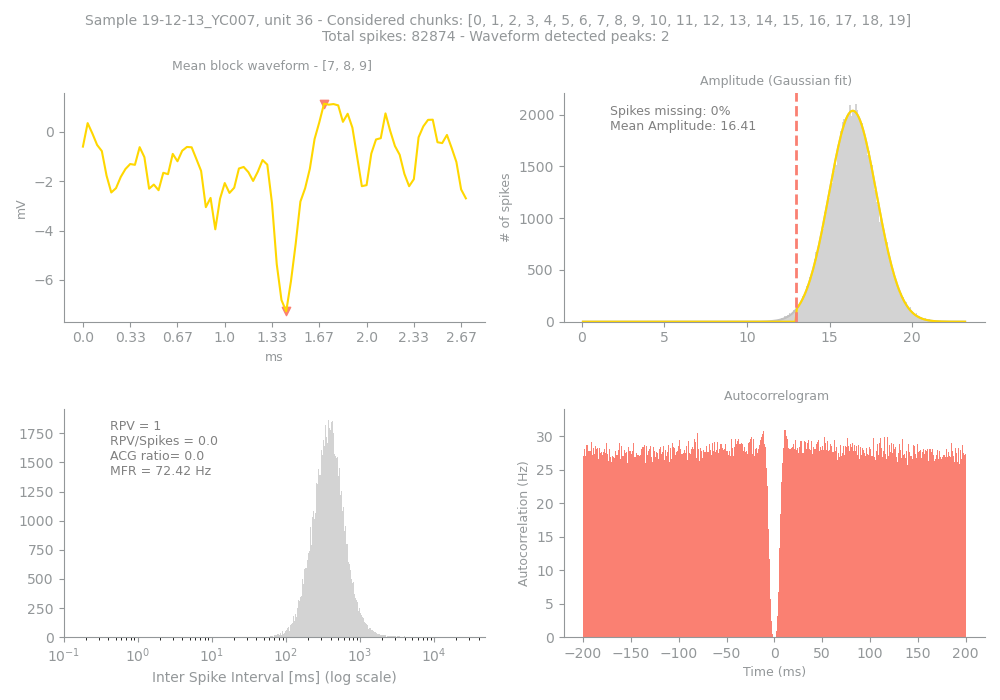 Sample 19-12-13_YC007, unit 36 - Considered chunks: [0, 1, 2, 3, 4, 5, 6, 7, 8, 9, 10, 11, 12, 13, 14, 15, 16, 17, 18, 19]
Total spikes: 82874 - Waveform detected peaks: 2
Mean block waveform - [7, 8, 9]
0
−2
−4
−6
mV
0.0 0.33 0.67 1.0 1.33 1.67 2.0 2.33 2.67
ms
Amplitude (Gaussian fit)
Spikes missing: 0%
Mean Amplitude: 16.41
2000
1500
1000
500
0
# of spikes
0 5 10 15 20
RPV = 1
RPV/Spikes = 0.0
ACG ratio= 0.0
MFR = 72.42 Hz
1750
1500
1250
1000
750
500
250
0
10⁻¹ 10⁰ 10¹ 10² 10³ 10⁴
Inter Spike Interval [ms] (log scale)
Autocorrelogram
30
25
20
15
10
5
0
Autocorrelation (Hz)
−200 −150 −100 −50 0 50 100 150 200
Time (ms)